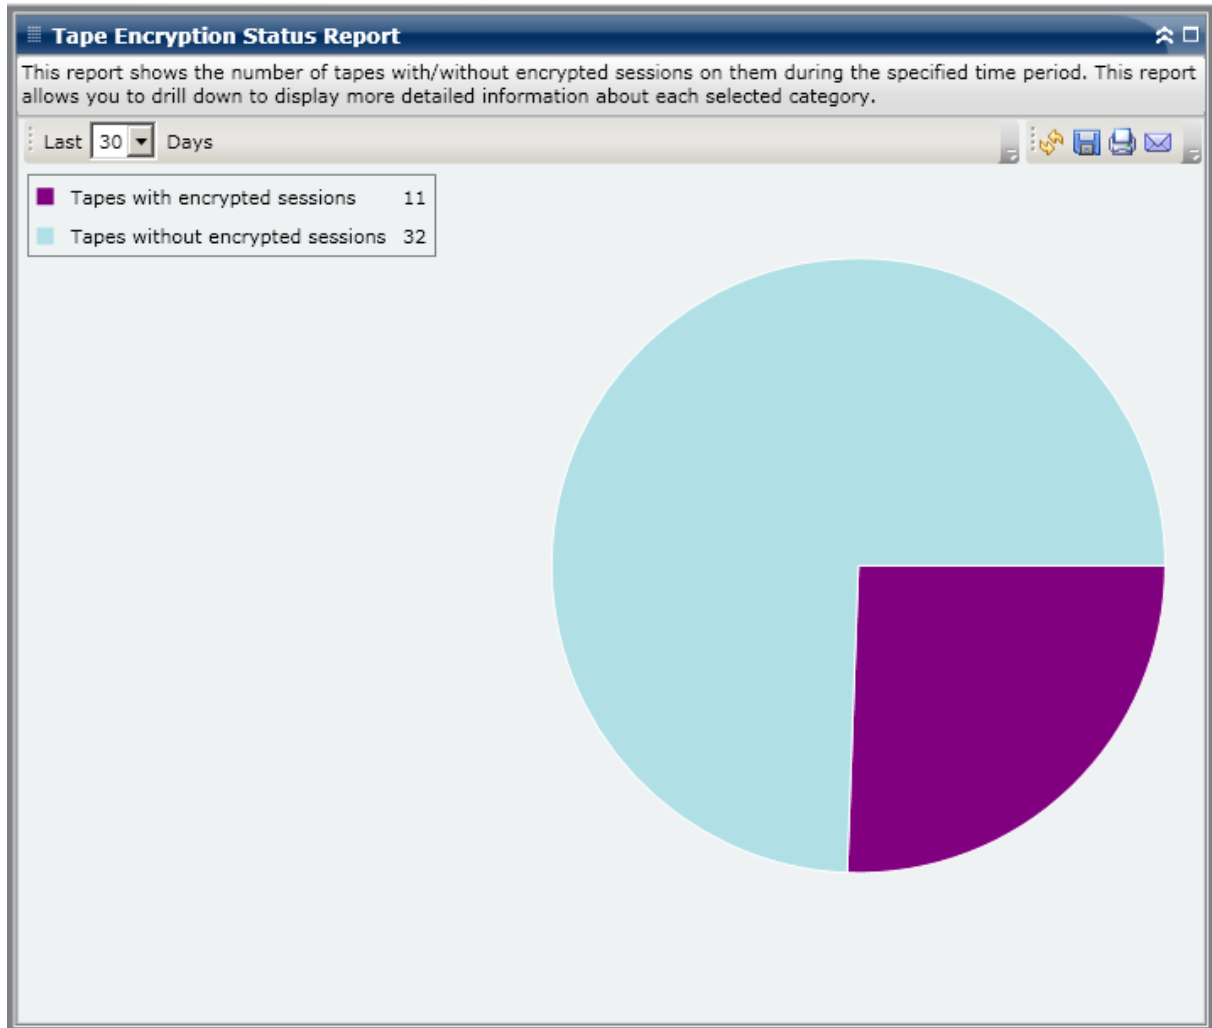 Tape Encryption Status Report
This report shows the number of tapes with/without encrypted sessions on them during the specified time period. This report
allows you to drill down to display more detailed information about each selected category.
Last 30 Days
Tapes with encrypted sessions 11
Tapes without encrypted sessions 32